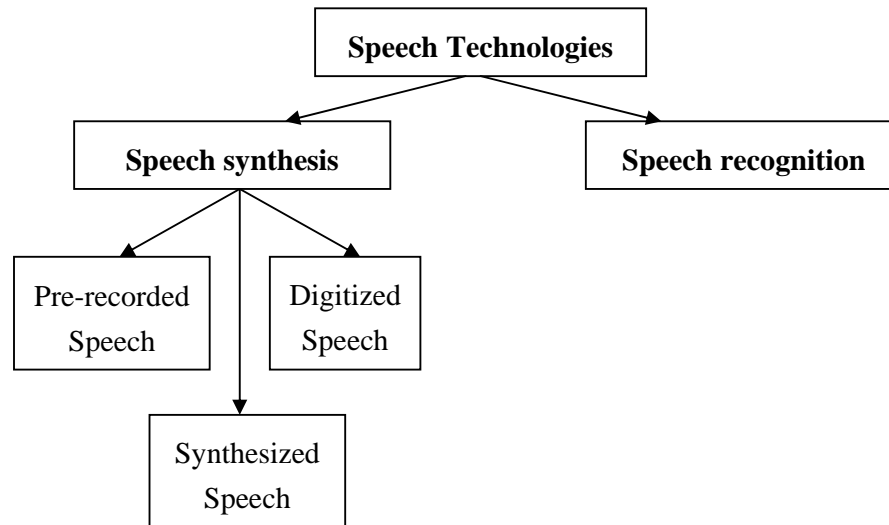 Speech Technologies
Speech synthesis
Speech recognition
Pre-recorded
Speech
Digitized
Speech
Synthesized
Speech